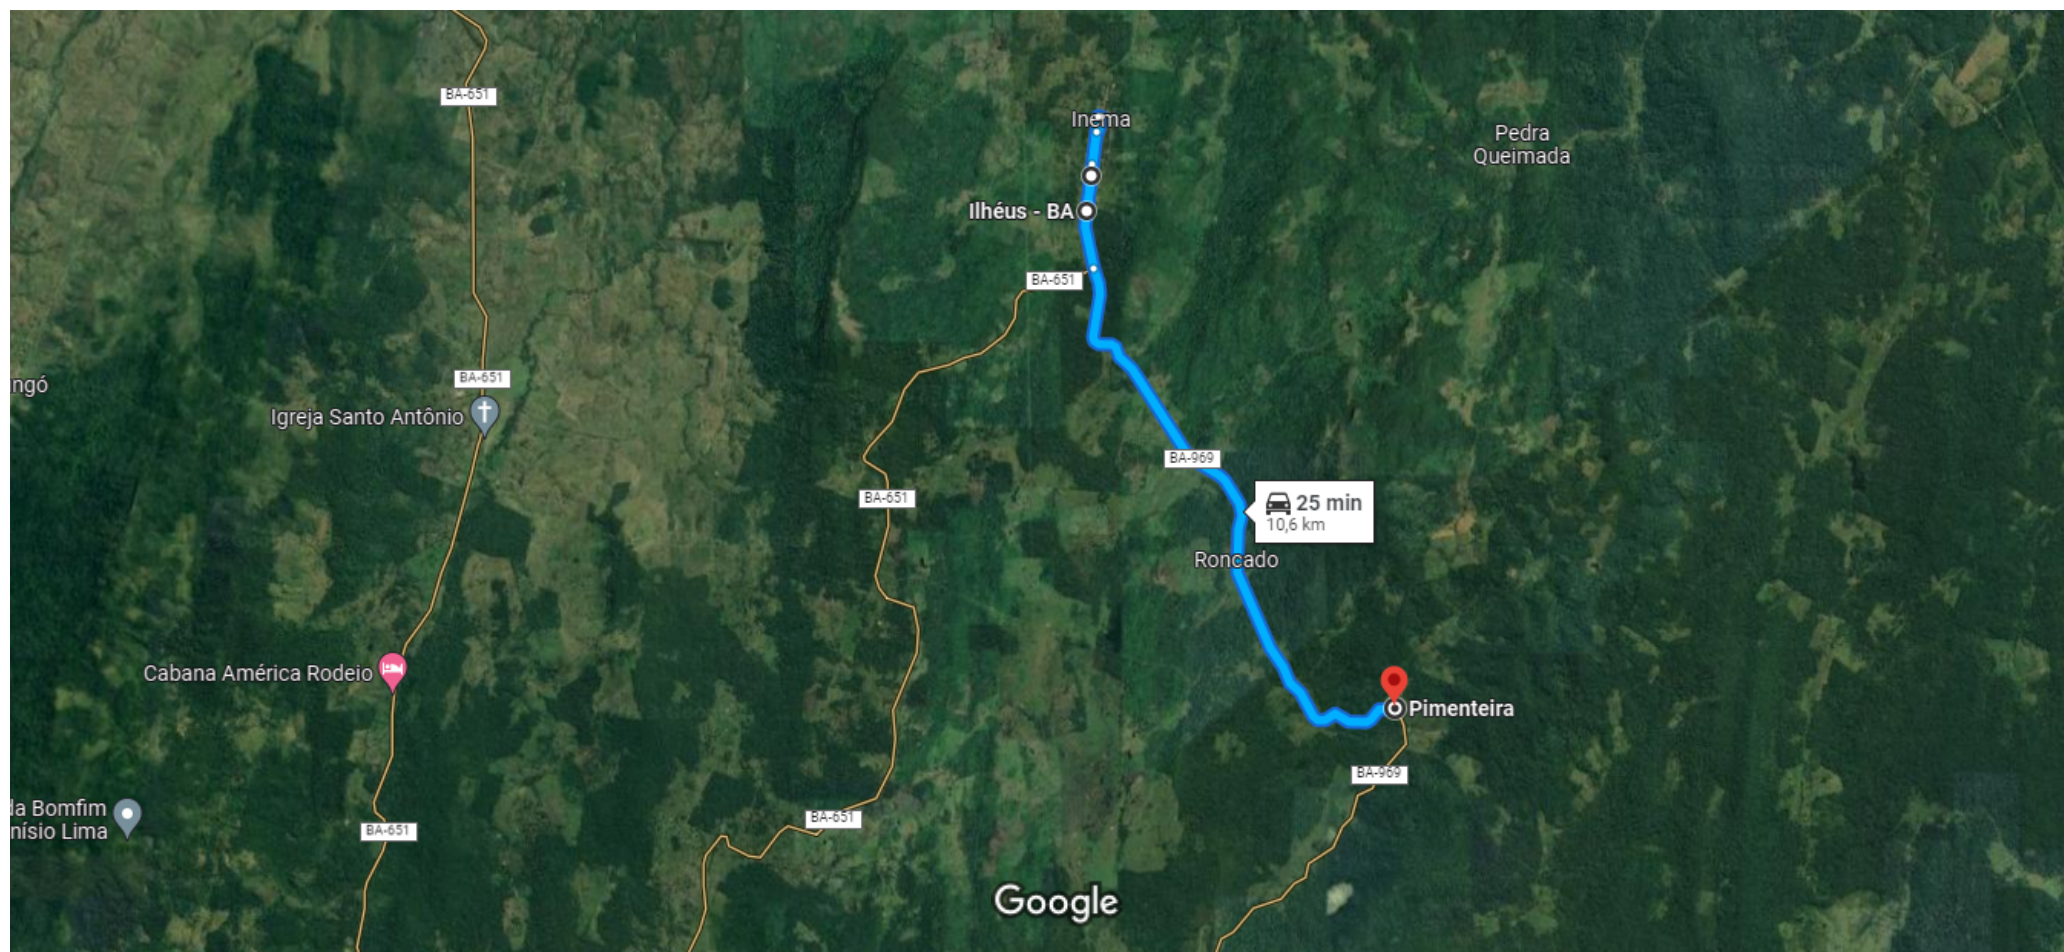 BA-651
Inema
Pedra
Queimada
Ilhéus - BA
BA-651
BA-651
ngó
Igreja Santo Antônio
BA-969
BA-651
25 min
10,6 km
Roncado
Cabana América Rodeio
Pimenteira
BA-969
da Bomfim
nísio Lima
BA-651
BA-651
Google